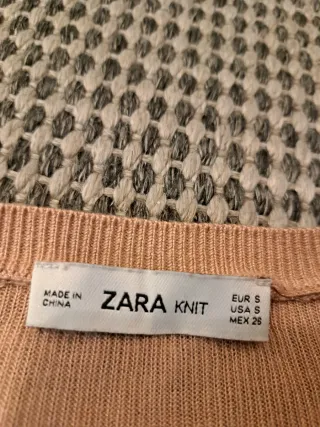 MADE IN
CHINA
ZARA KNIT
EUR S
USA S
MEX 26